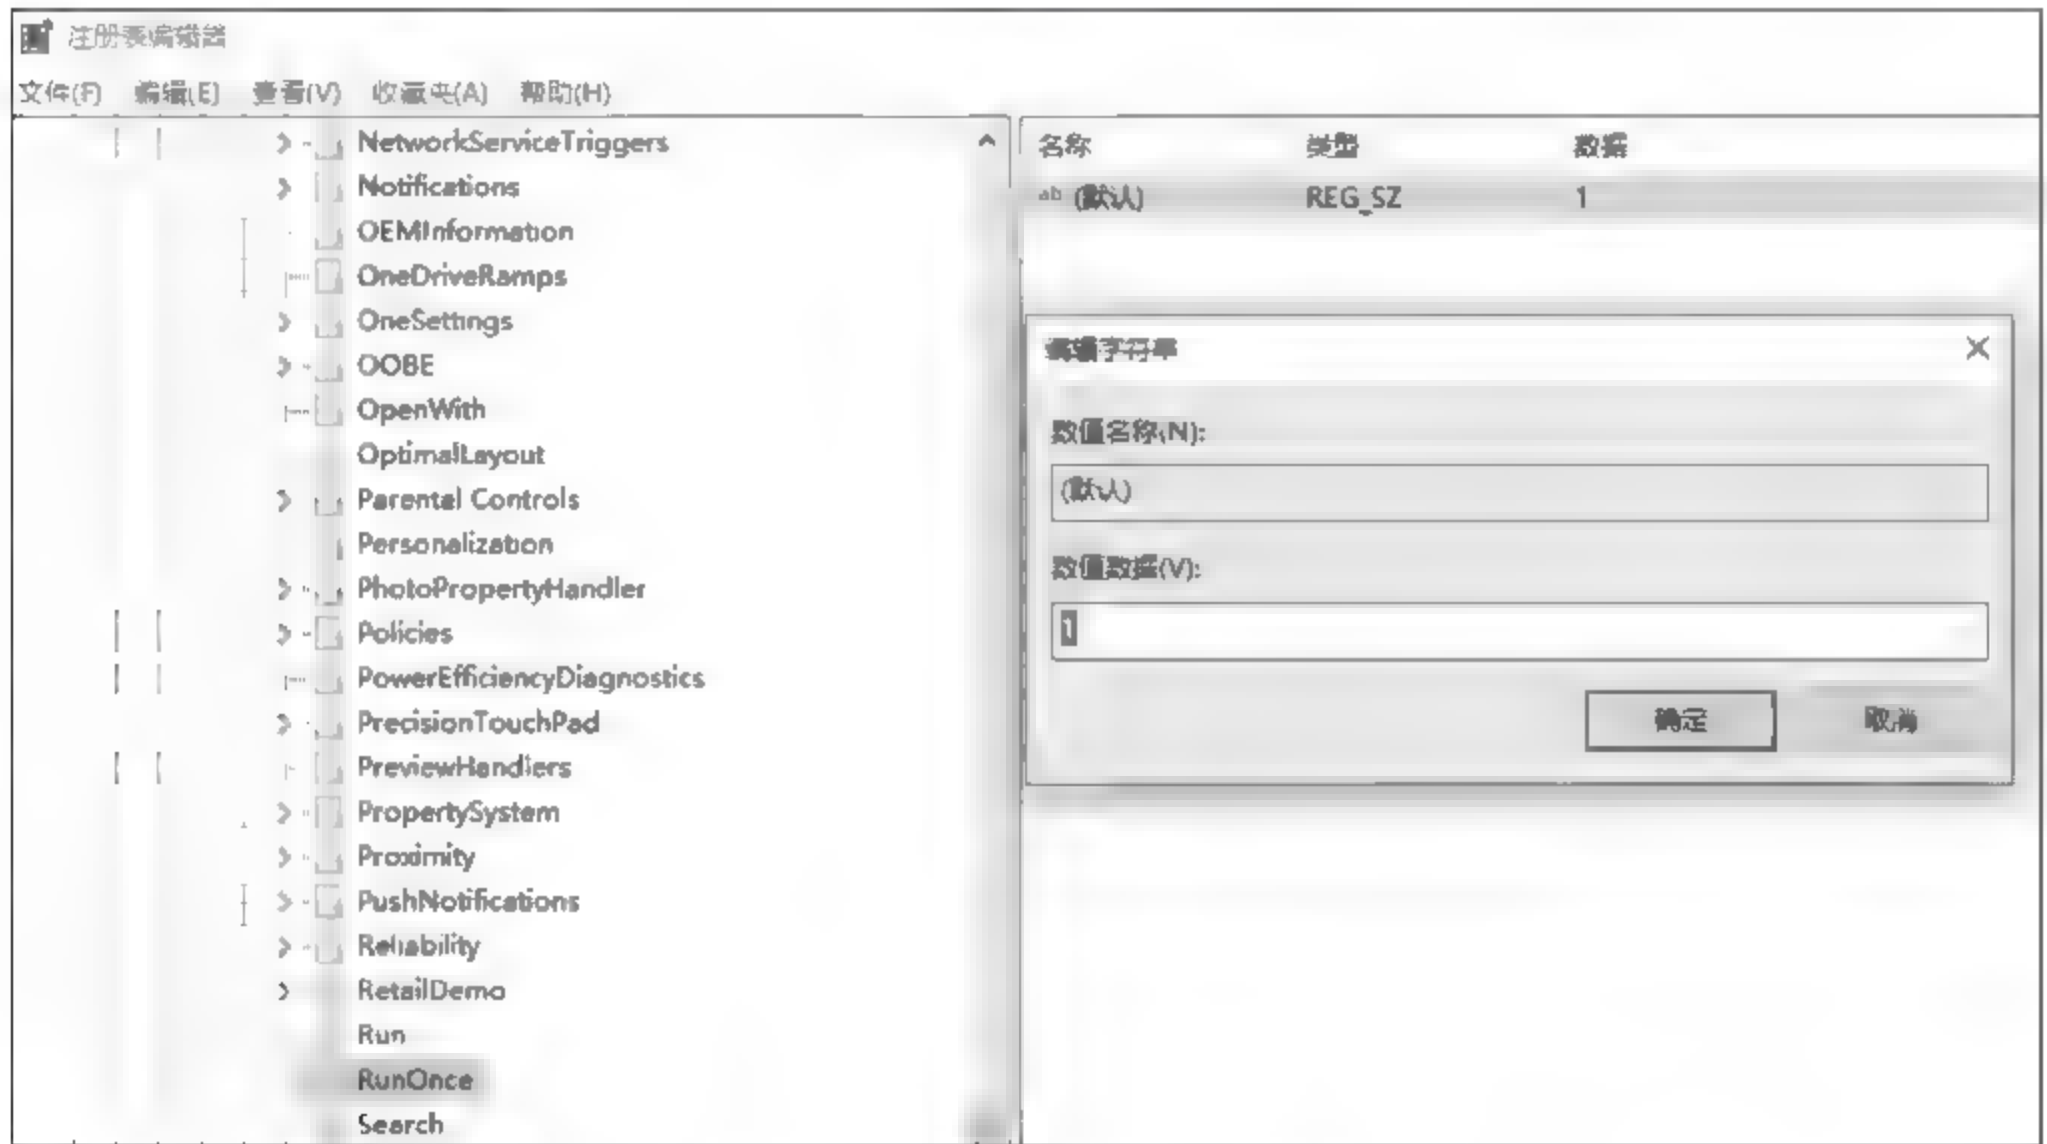 注册表编辑器
文件(F) 编辑(E) 查看(V) 收藏夹(A) 帮助(H)
NetworkServiceTriggers
Notifications
OEMInformation
OneDriveRamps
OneSettings
OOBE
OpenWith
OptimalLayout
Parental Controls
Personalization
PhotoPropertyHandler
Policies
PowerEfficiencyDiagnostics
PrecisionTouchPad
PreviewHandlers
PropertySystem
Proximity
PushNotifications
Reliability
RetailDemo
Run
RunOnce
Search
名称 类型 数据
ab (默认) REG_SZ 1
编辑字符串
数值名称(N):
(默认)
数值数据(V):
1
确定 取消